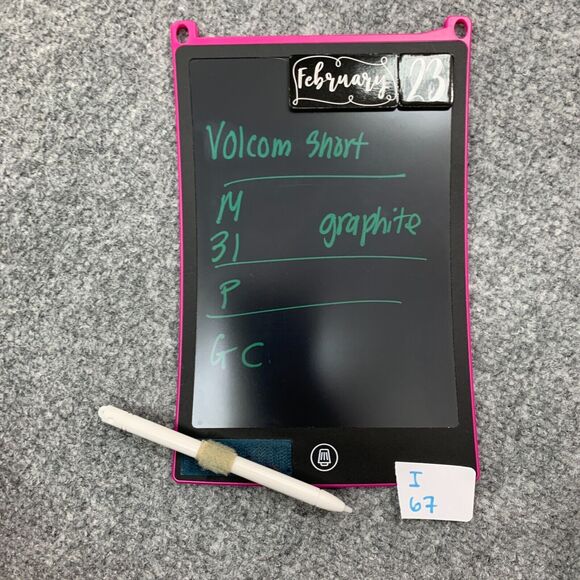 February 23
Volcom Short
M
31 graphite
P
GC
I
67